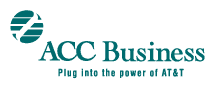 ACC Business
Plug into the power of AT&T